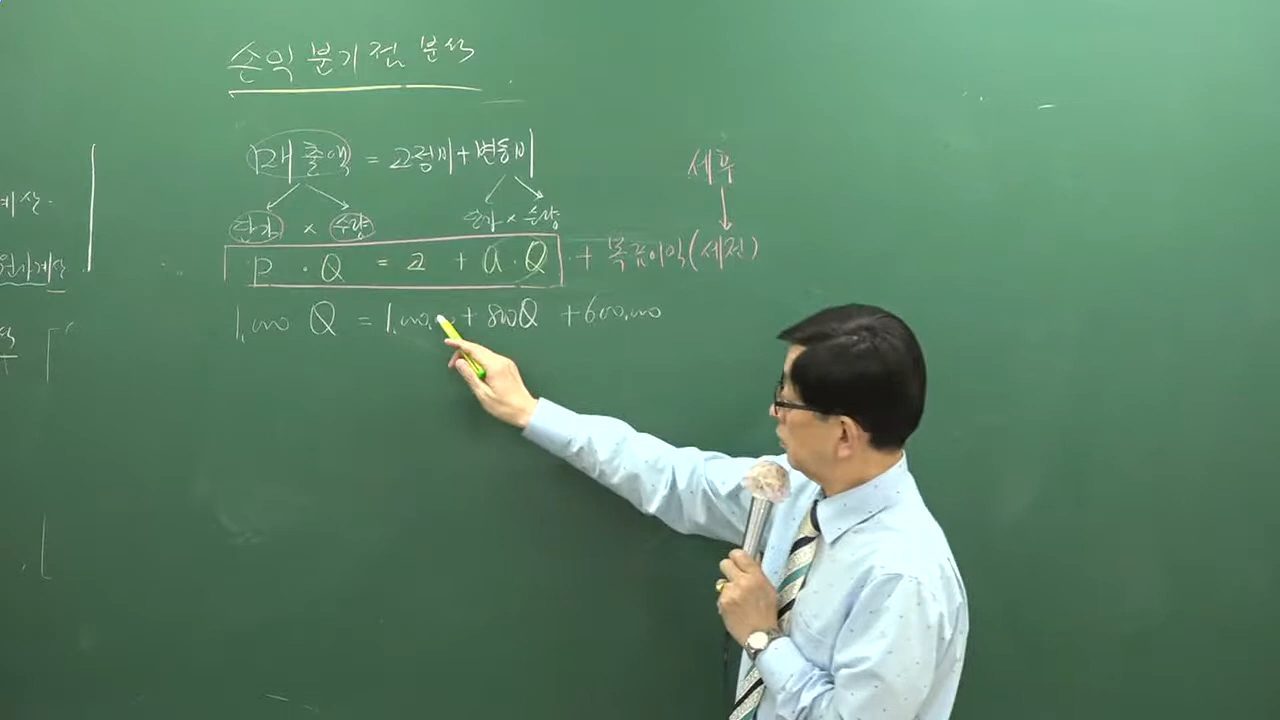 손익분기점 분석
매출액 = 고정비 + 변동비
세후
단가 × 수량 단가 × 수량
P · Q = a + a · Q + 목표이익(세전)
1,000 Q = 1,000,000 + 800Q + 600,000